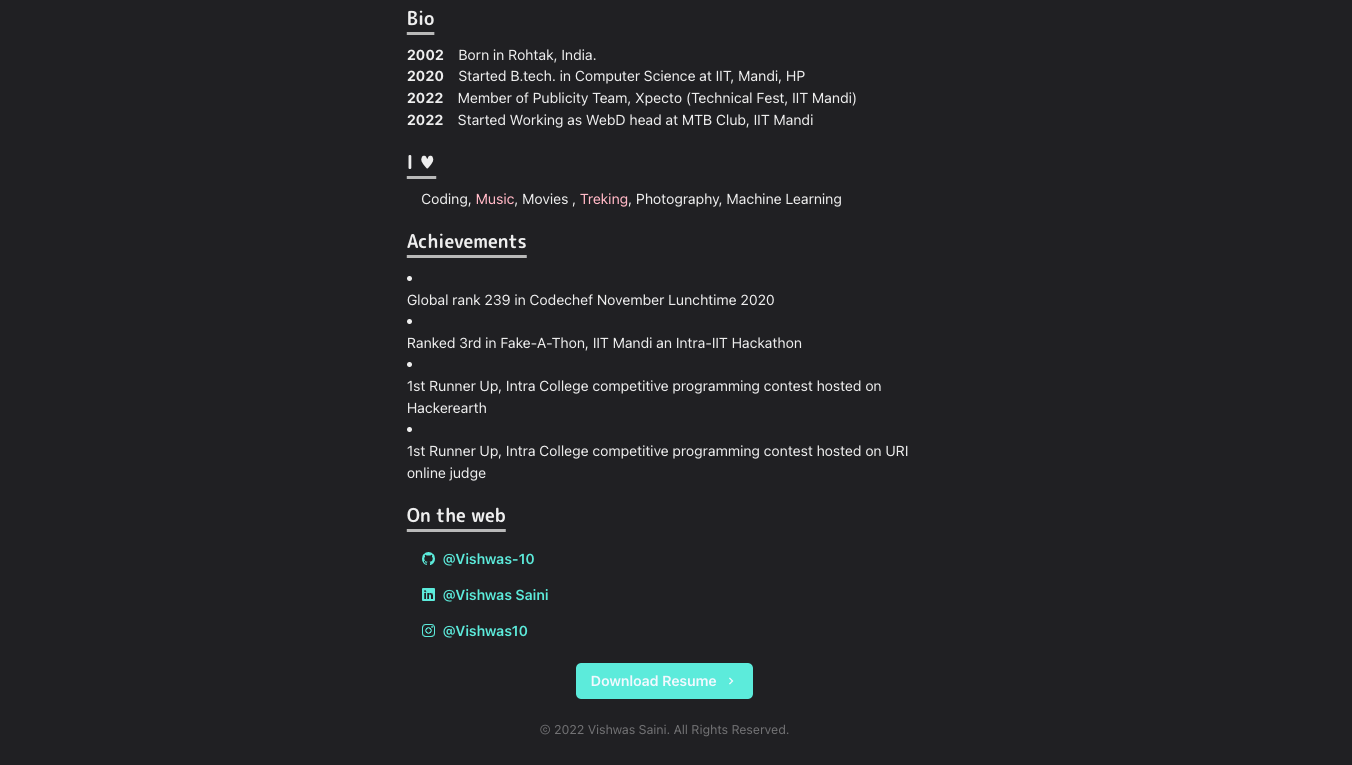 Bio
2002 Born in Rohtak, India.
2020 Started B.tech. in Computer Science at IIT, Mandi, HP
2022 Member of Publicity Team, Xpecto (Technical Fest, IIT Mandi)
2022 Started Working as WebD head at MTB Club, IIT Mandi
I ♥
Coding, Music, Movies , Treking, Photography, Machine Learning
Achievements
•
Global rank 239 in Codechef November Lunchtime 2020
•
Ranked 3rd in Fake-A-Thon, IIT Mandi an Intra-IIT Hackathon
•
1st Runner Up, Intra College competitive programming contest hosted on
Hackerearth
•
1st Runner Up, Intra College competitive programming contest hosted on URI
online judge
On the web
@Vishwas-10
@Vishwas Saini
@Vishwas10
Download Resume ›
© 2022 Vishwas Saini. All Rights Reserved.